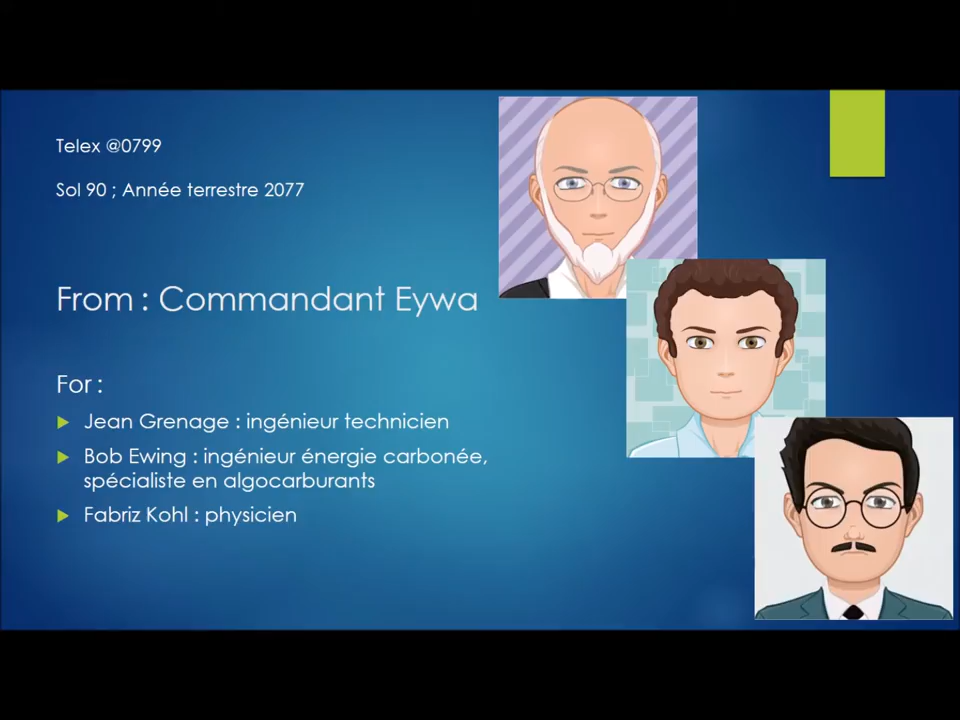 Telex @0799
Sol 90 ; Année terrestre 2077
From : Commandant Eywa
For :
Jean Grenage : ingénieur technicien
Bob Ewing : ingénieur énergie carbonée,
spécialiste en algocarburants
Fabriz Kohl : physicien